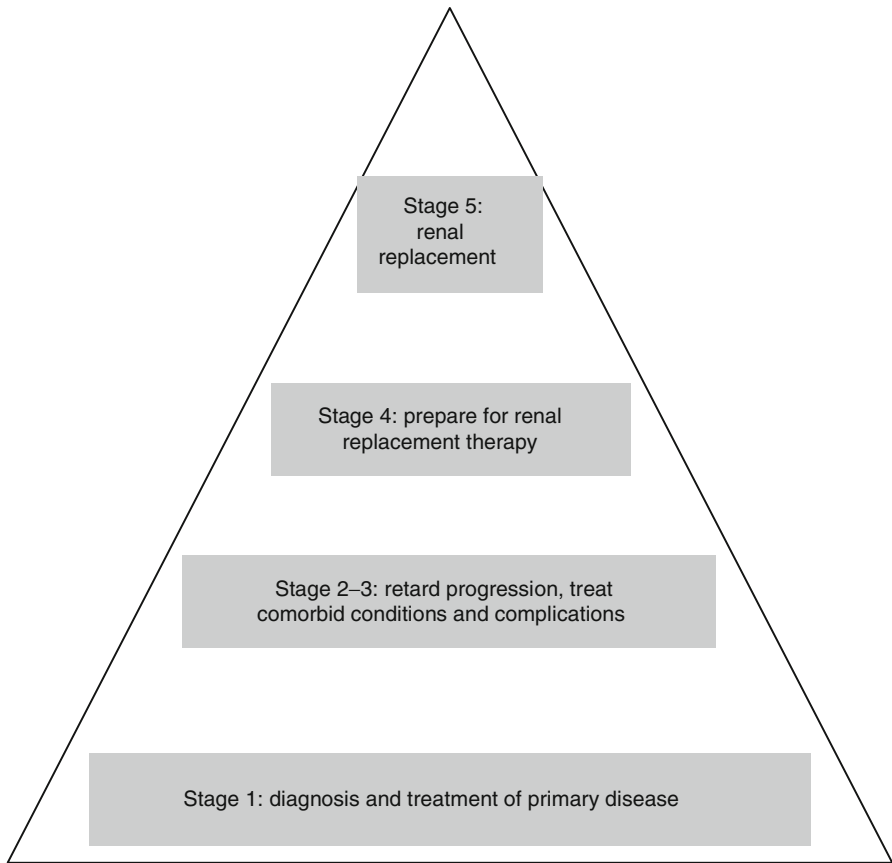 Stage 5:
renal
replacement
Stage 4: prepare for renal
replacement therapy
Stage 2–3: retard progression, treat
comorbid conditions and complications
Stage 1: diagnosis and treatment of primary disease